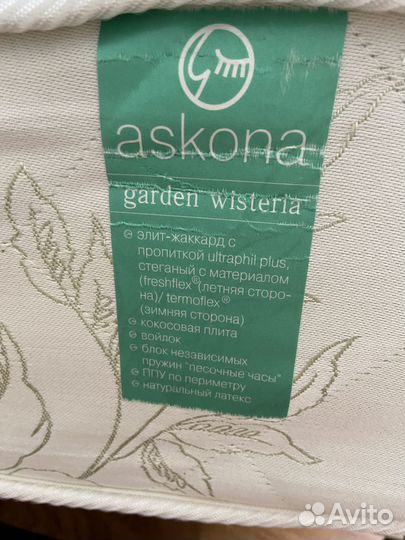 askona
garden wisteria
элит-жаккард с
пропиткой ultraphil plus,
стеганый с материалом
(freshflex® (летняя сторо-
на)/ termoflex®
(зимняя сторона)
кокосовая плита
войдок
блок независимых
пружин "песочные часы"
ППУ по периметру
натуральный латекс
Avito